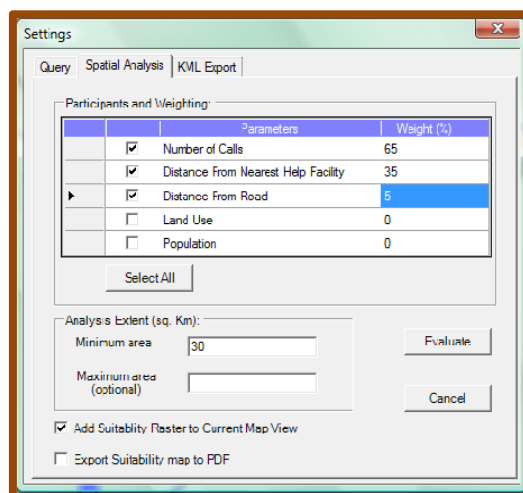 Settings
Query Spatial Analysis KML Export
Participants and Weighting:
Parameters Weight (%)
Number of Calls 65
Distance From Nearest Help Facility 35
Distance From Road 5
Land Use 0
Population 0
Select All
Analysis Extent (sq. Km):
Minimum area 30
Evaluate
Maximum area
(optional)
Cancel
Add Suitablity Raster to Current Map View
Export Suitability map to PDF